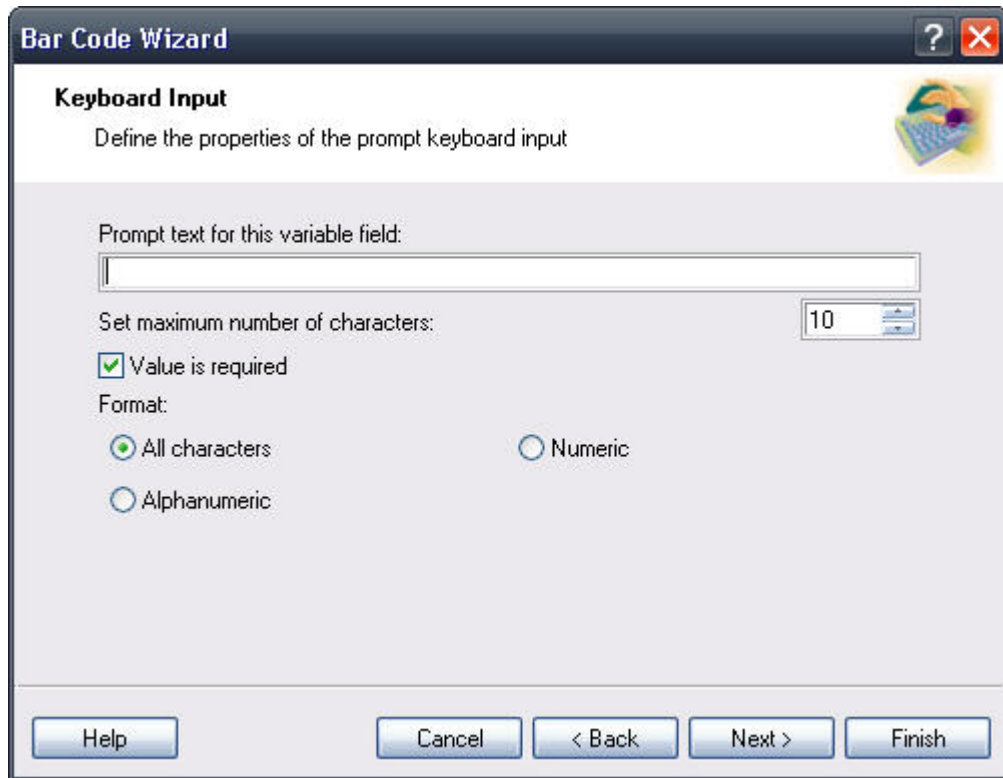 Bar Code Wizard
?
Keyboard Input
Define the properties of the prompt keyboard input
Prompt text for this variable field:
Set maximum number of characters: 10
Value is required
Format:
All characters Numeric
Alphanumeric
Help Cancel < Back Next > Finish